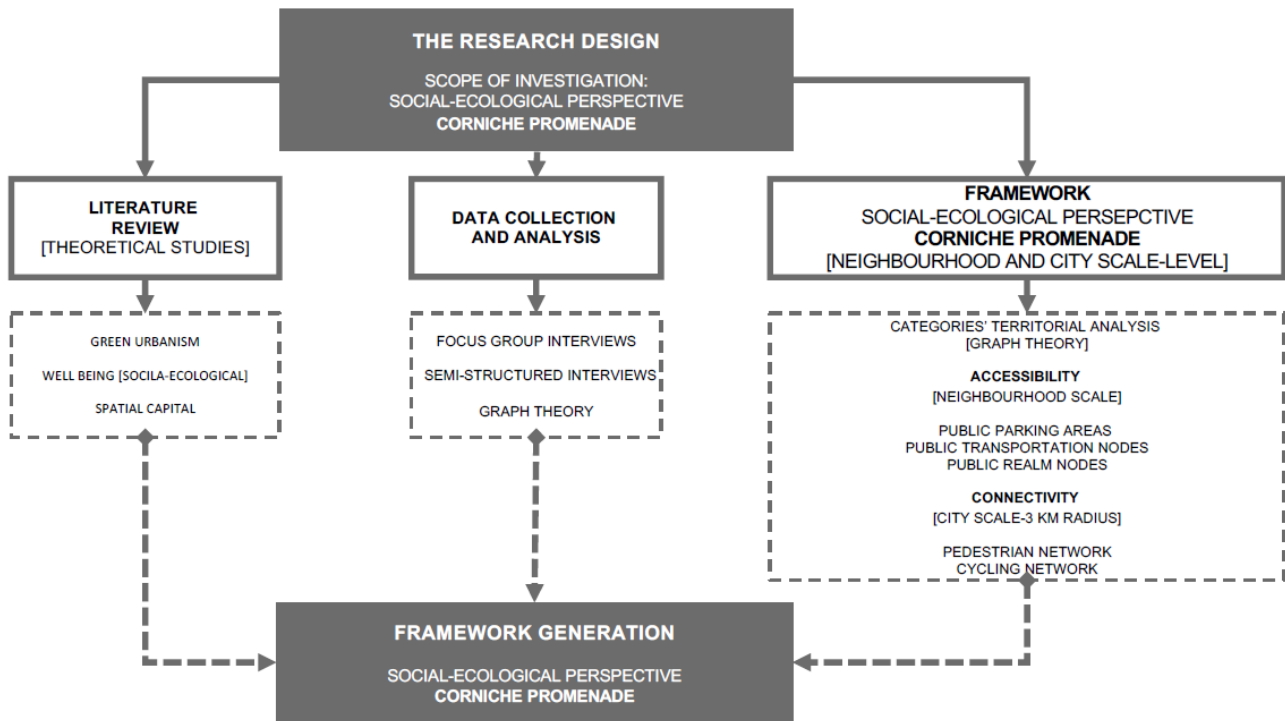 THE RESEARCH DESIGN
SCOPE OF INVESTIGATION:
SOCIAL-ECOLOGICAL PERSPECTIVE
CORNICHE PROMENADE
LITERATURE
REVIEW
[THEORETICAL STUDIES]
GREEN URBANISM
WELL BEING [SOCILA-ECOLOGICAL]
SPATIAL CAPITAL
DATA COLLECTION
AND ANALYSIS
FOCUS GROUP INTERVIEWS
SEMI-STRUCTURED INTERVIEWS
GRAPH THEORY
FRAMEWORK
SOCIAL-ECOLOGICAL PERSEPCTIVE
CORNICHE PROMENADE
[NEIGHBOURHOOD AND CITY SCALE-LEVEL]
CATEGORIES' TERRITORIAL ANALYSIS
[GRAPH THEORY]
ACCESSIBILITY
[NEIGHBOURHOOD SCALE]
PUBLIC PARKING AREAS
PUBLIC TRANSPORTATION NODES
PUBLIC REALM NODES
CONNECTIVITY
[CITY SCALE-3 KM RADIUS]
PEDESTRIAN NETWORK
CYCLING NETWORK
FRAMEWORK GENERATION
SOCIAL-ECOLOGICAL PERSPECTIVE
CORNICHE PROMENADE